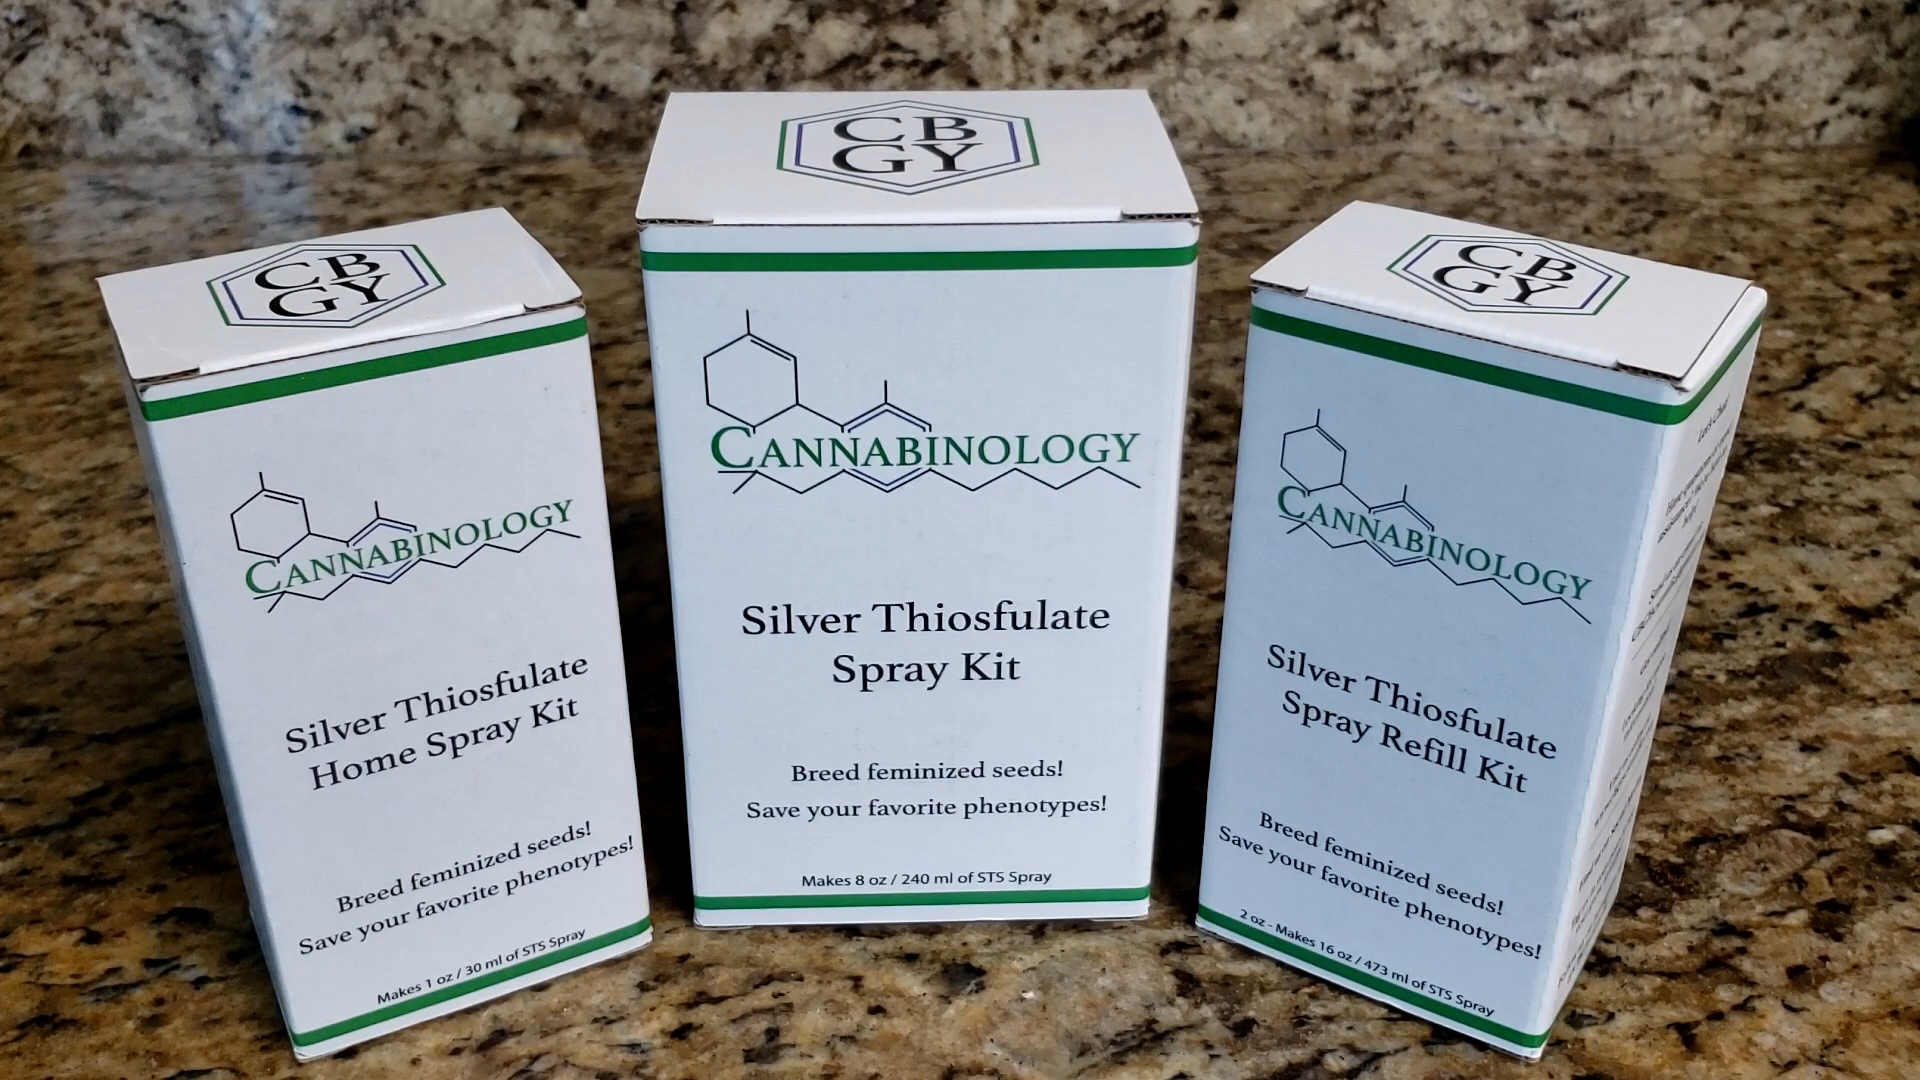 CB
GY
CANNABINOLOGY
Silver Thiosfulate
Home Spray Kit
Breed feminized seeds!
Save your favorite phenotypes!
Makes 1 oz / 30 ml of STS Spray
CB
GY
CANNABINOLOGY
Silver Thiosfulate
Spray Kit
Breed feminized seeds!
Save your favorite phenotypes!
Makes 8 oz / 240 ml of STS Spray
CB
GY
CANNABINOLOGY
Silver Thiosfulate
Spray Refill Kit
Breed feminized seeds!
Save your favorite phenotypes!
2 oz - Makes 16 oz / 473 ml of STS Spray